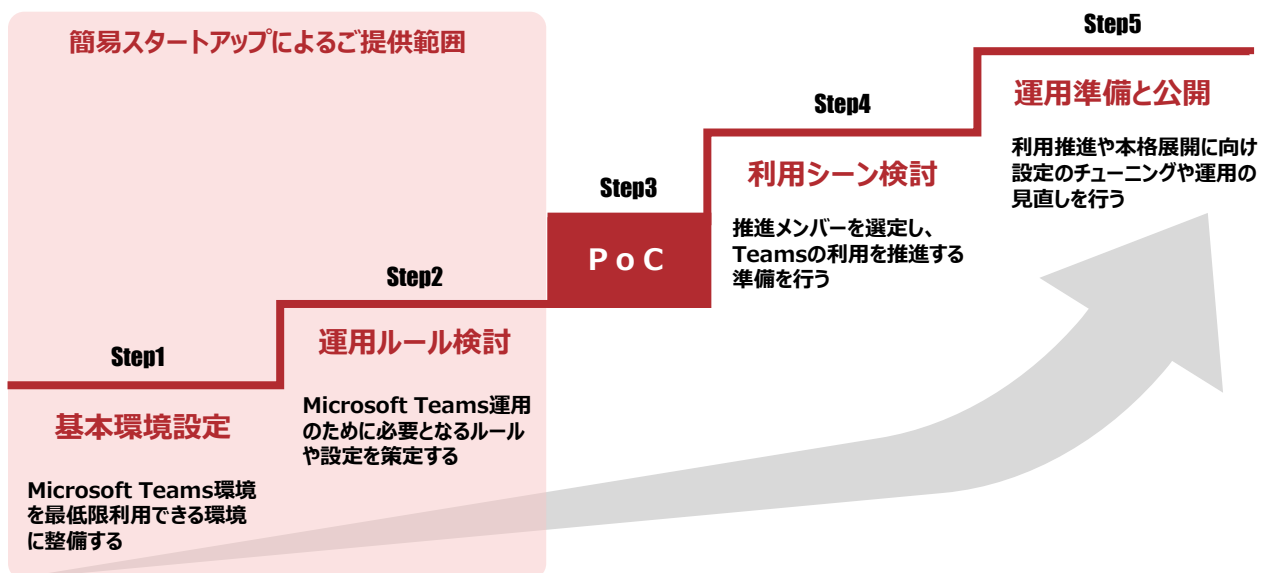 簡易スタートアップによるご提供範囲
Step1
基本環境設定
Microsoft Teams環境
を最低限利用できる環境
に整備する
Step2
運用ルール検討
Microsoft Teams運用
のために必要となるルール
や設定を策定する
Step3
PoC
Step4
利用シーン検討
推進メンバーを選定し、
Teamsの利用を推進する
準備を行う
Step5
運用準備と公開
利用推進や本格展開に向け
設定のチューニングや運用の
見直しを行う